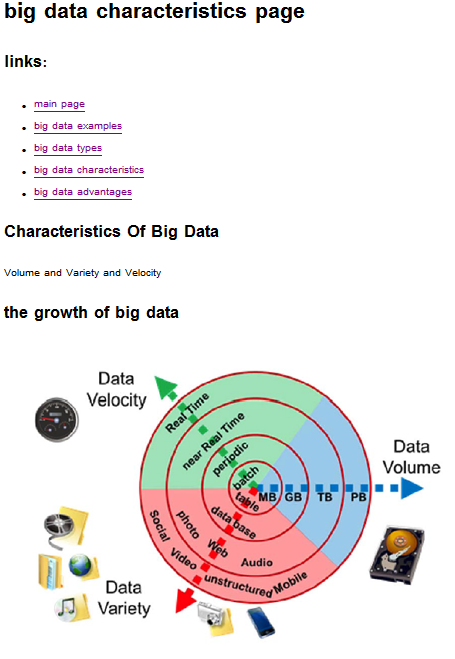 big data characteristics page
links:
main page
big data examples
big data types
big data characteristics
big data advantages
Characteristics Of Big Data
Volume and Variety and Velocity
the growth of big data
Data
Velocity
Real Time
near Real Time
periodic
batch
Data
Volume
MB
GB
TB
PB
table
database
photo
Web
Audio
Social
Video
unstructured
Mobile
Data
Variety